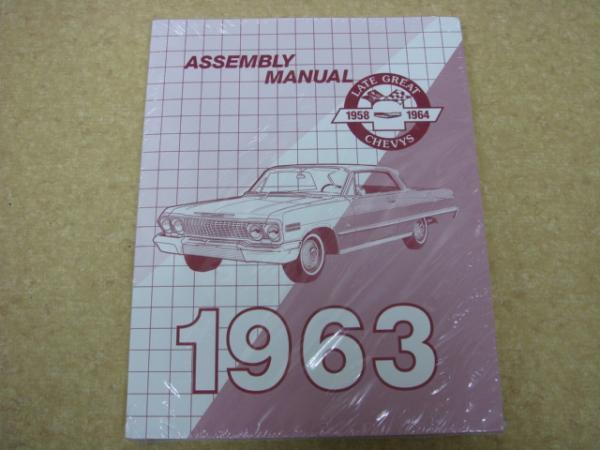 ASSEMBLY
MANUAL
LATE GREAT
1958 1964
CHEVYS
1963